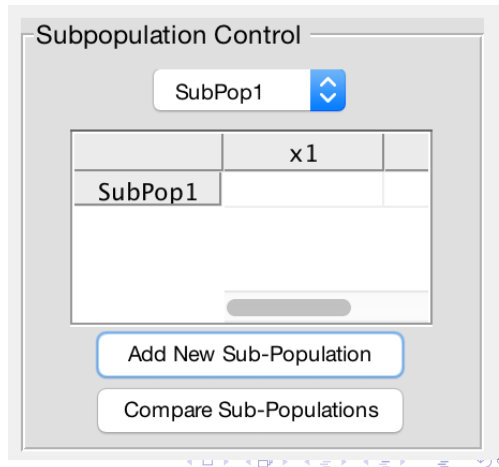 Subpopulation Control
SubPop1
x1
SubPop1
Add New Sub-Population
Compare Sub-Populations